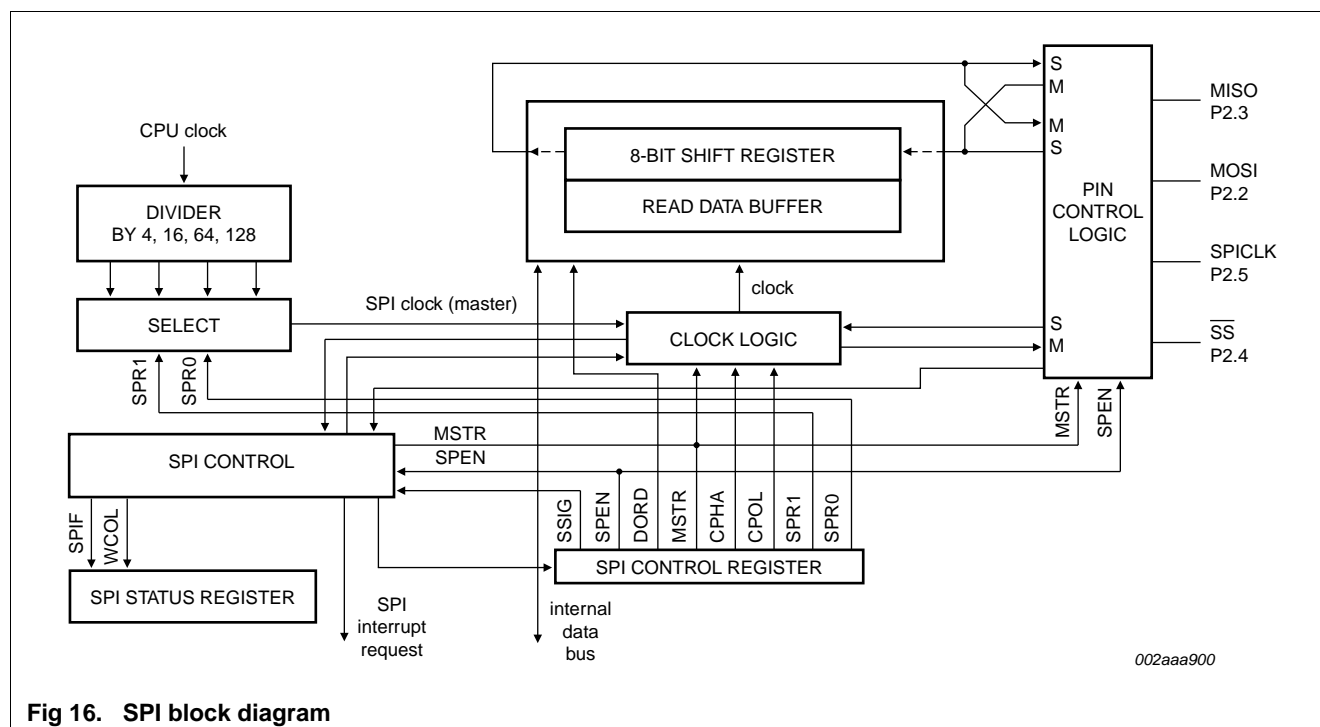 CPU clock
DIVIDER
BY 4, 16, 64, 128
SELECT
SPR1
SPR0
SPI clock (master)
8-BIT SHIFT REGISTER
READ DATA BUFFER
clock
CLOCK LOGIC
S
M
M
S
PIN
CONTROL
LOGIC
S
M
MISO
P2.3
MOSI
P2.2
SPICLK
P2.5
SS
P2.4
MSTR
SPEN
SPI CONTROL
MSTR
SPEN
SPIF
WCOL
SPI STATUS REGISTER
SPI
interrupt
request
SSIG
SPEN
DORD
MSTR
CPHA
CPOL
SPR1
SPR0
SPI CONTROL REGISTER
internal
data
bus
002aaa900
Fig 16. SPI block diagram